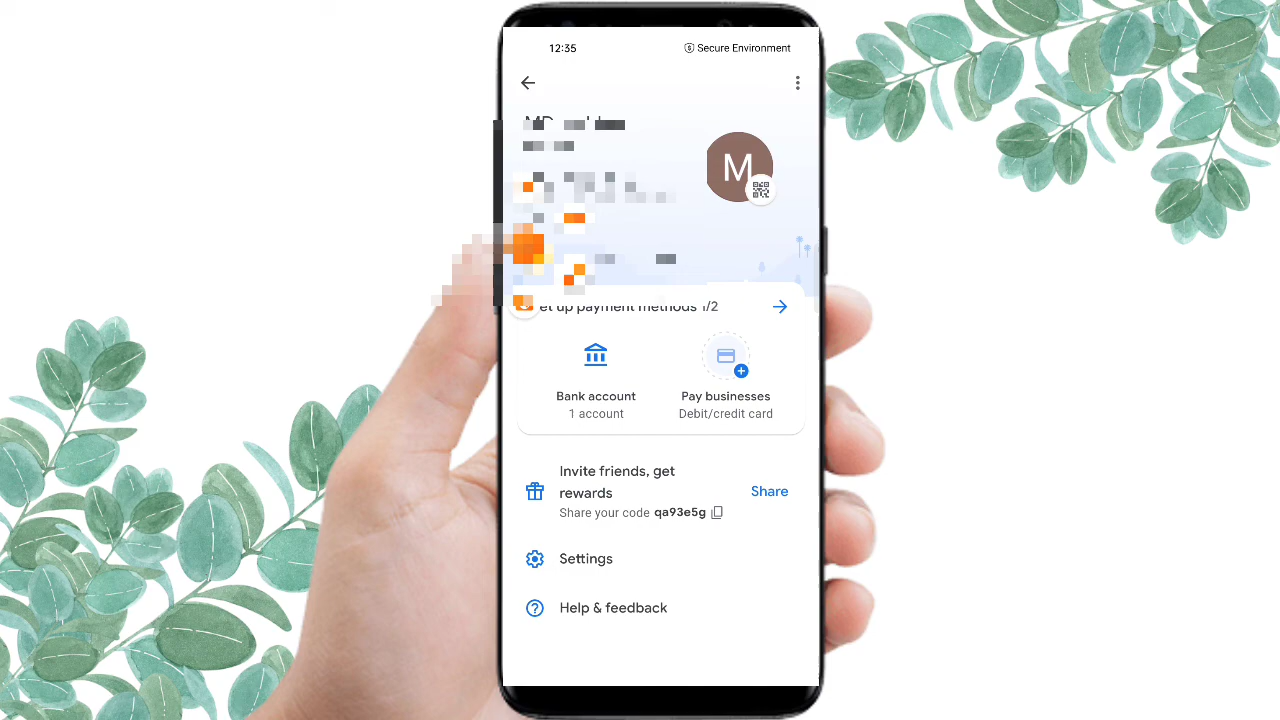 12:35
Secure Environment
M
et up payment methods 1/2
Bank account
1 account
Pay businesses
Debit/credit card
Invite friends, get
rewards
Share
Share your code qa93e5g
Settings
Help & feedback